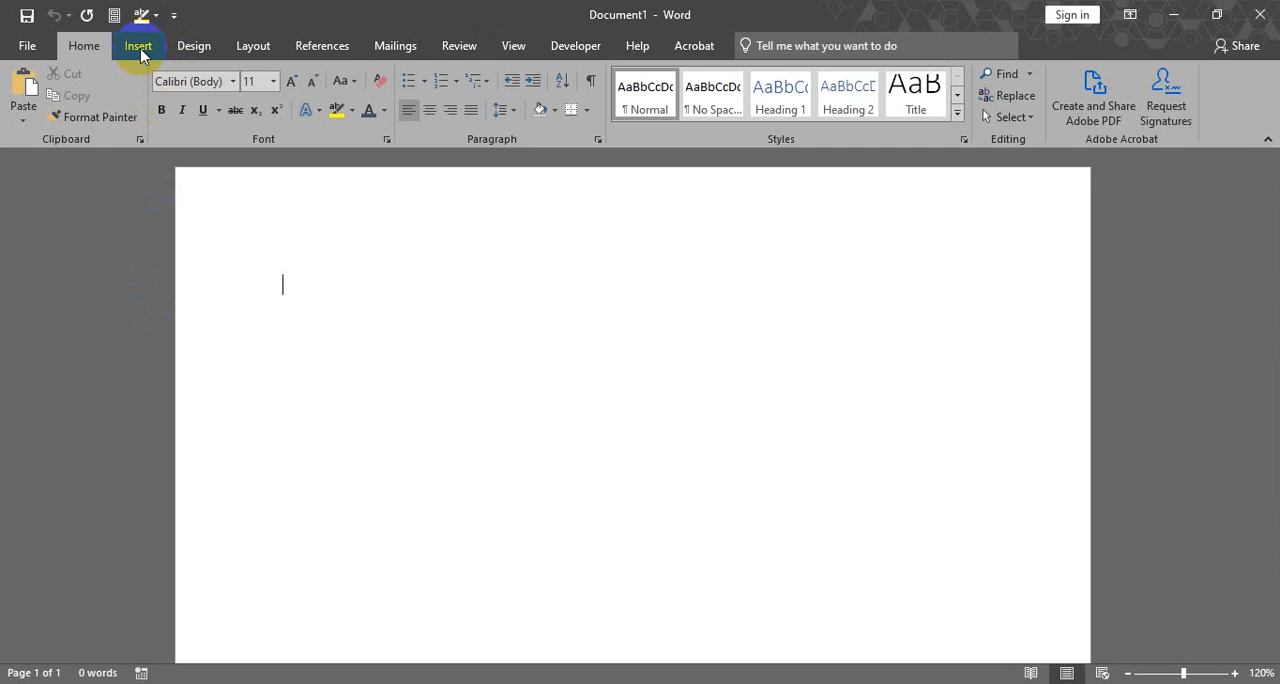 Document1 - Word
Sign in
File Home Insert Design Layout References Mailings Review View Developer Help Acrobat Tell me what you want to do Share
Paste
Cut
Copy
Format Painter
Clipboard
Calibri (Body) 11 Aa
B I U abc X₂ X² A ab A
Font
Paragraph
AaBbCcDc AaBbCcDc AaBbCc AaBbCcD AaB
¶ Normal ¶ No Spac... Heading 1 Heading 2 Title
Styles
Find
Replace
Select
Editing
Create and Share Adobe PDF
Request Signatures
Adobe Acrobat
Page 1 of 1 0 words 120%